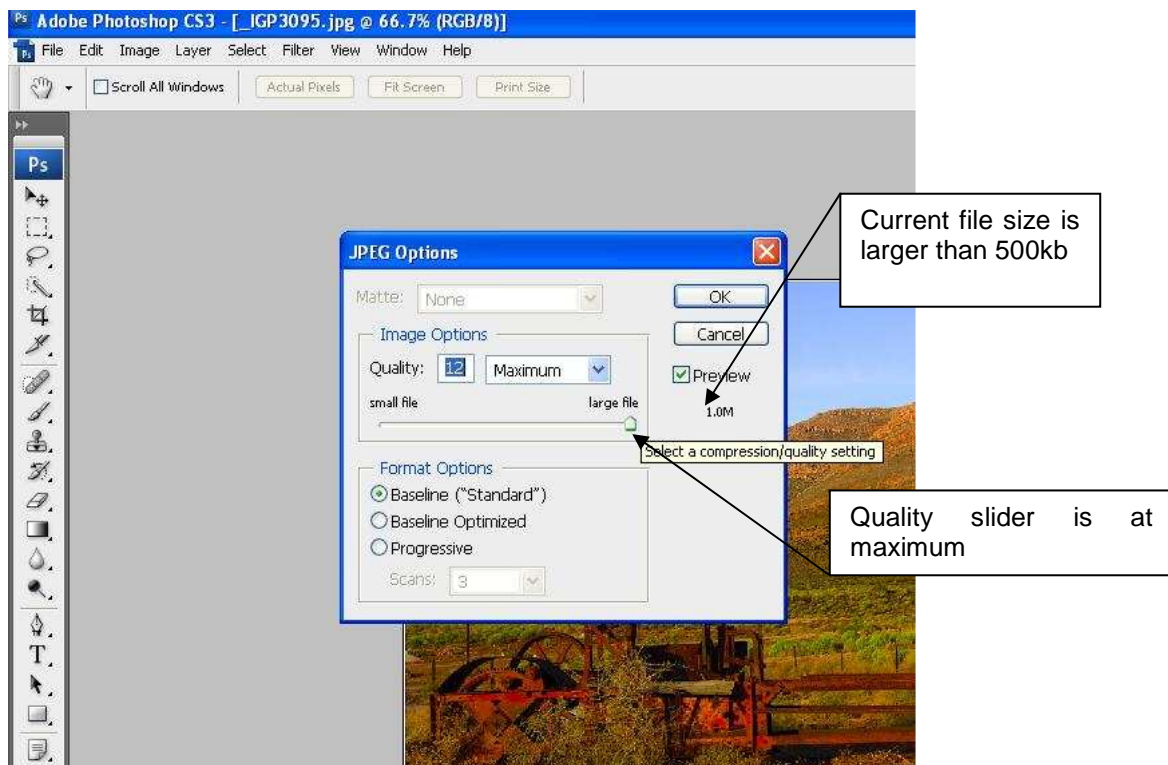 Ps Adobe Photoshop CS3 - [_IGP3095.jpg @ 66.7% (RGB/8)]
Ps File Edit Image Layer Select Filter View Window Help
Scroll All Windows Actual Pixels Fit Screen Print Size
Ps
T
Current file size is
larger than 500kb
JPEG Options
Matte: None
OK
Image Options
Cancel
Quality: 12 Maximum
Preview
small file large file
1.0M
Select a compression/quality setting
Format Options
Baseline ("Standard")
Baseline Optimized
Progressive
Scans: 3
Quality slider is at
maximum